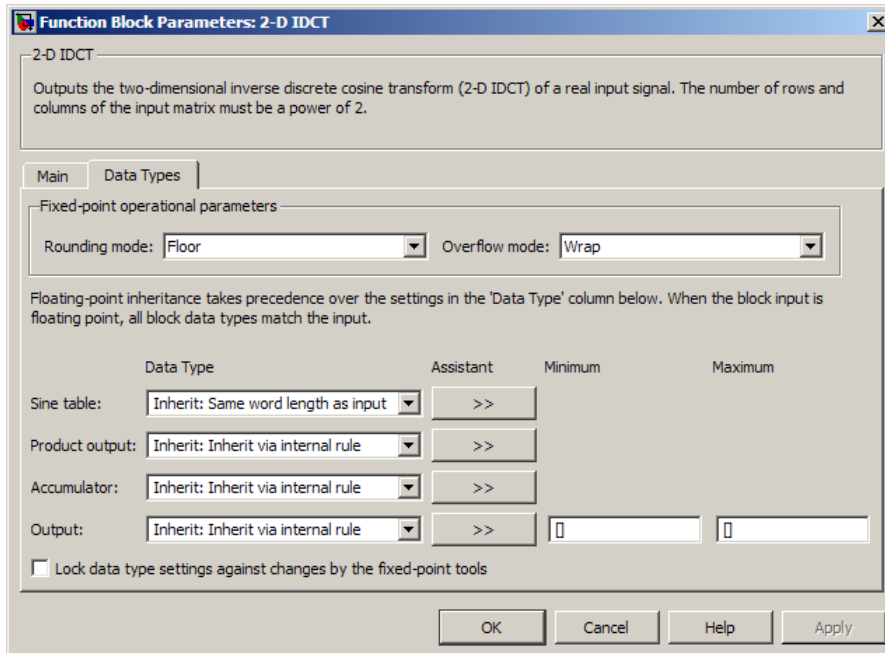 Function Block Parameters: 2-D IDCT
2-D IDCT
Outputs the two-dimensional inverse discrete cosine transform (2-D IDCT) of a real input signal. The number of rows and
columns of the input matrix must be a power of 2.
Main Data Types
Fixed-point operational parameters
Rounding mode: Floor Overflow mode: Wrap
Floating-point inheritance takes precedence over the settings in the 'Data Type' column below. When the block input is
floating point, all block data types match the input.
Data Type Assistant Minimum Maximum
Sine table: Inherit: Same word length as input >>
Product output: Inherit: Inherit via internal rule >>
Accumulator: Inherit: Inherit via internal rule >>
Output: Inherit: Inherit via internal rule >> [] []
Lock data type settings against changes by the fixed-point tools
OK Cancel Help Apply